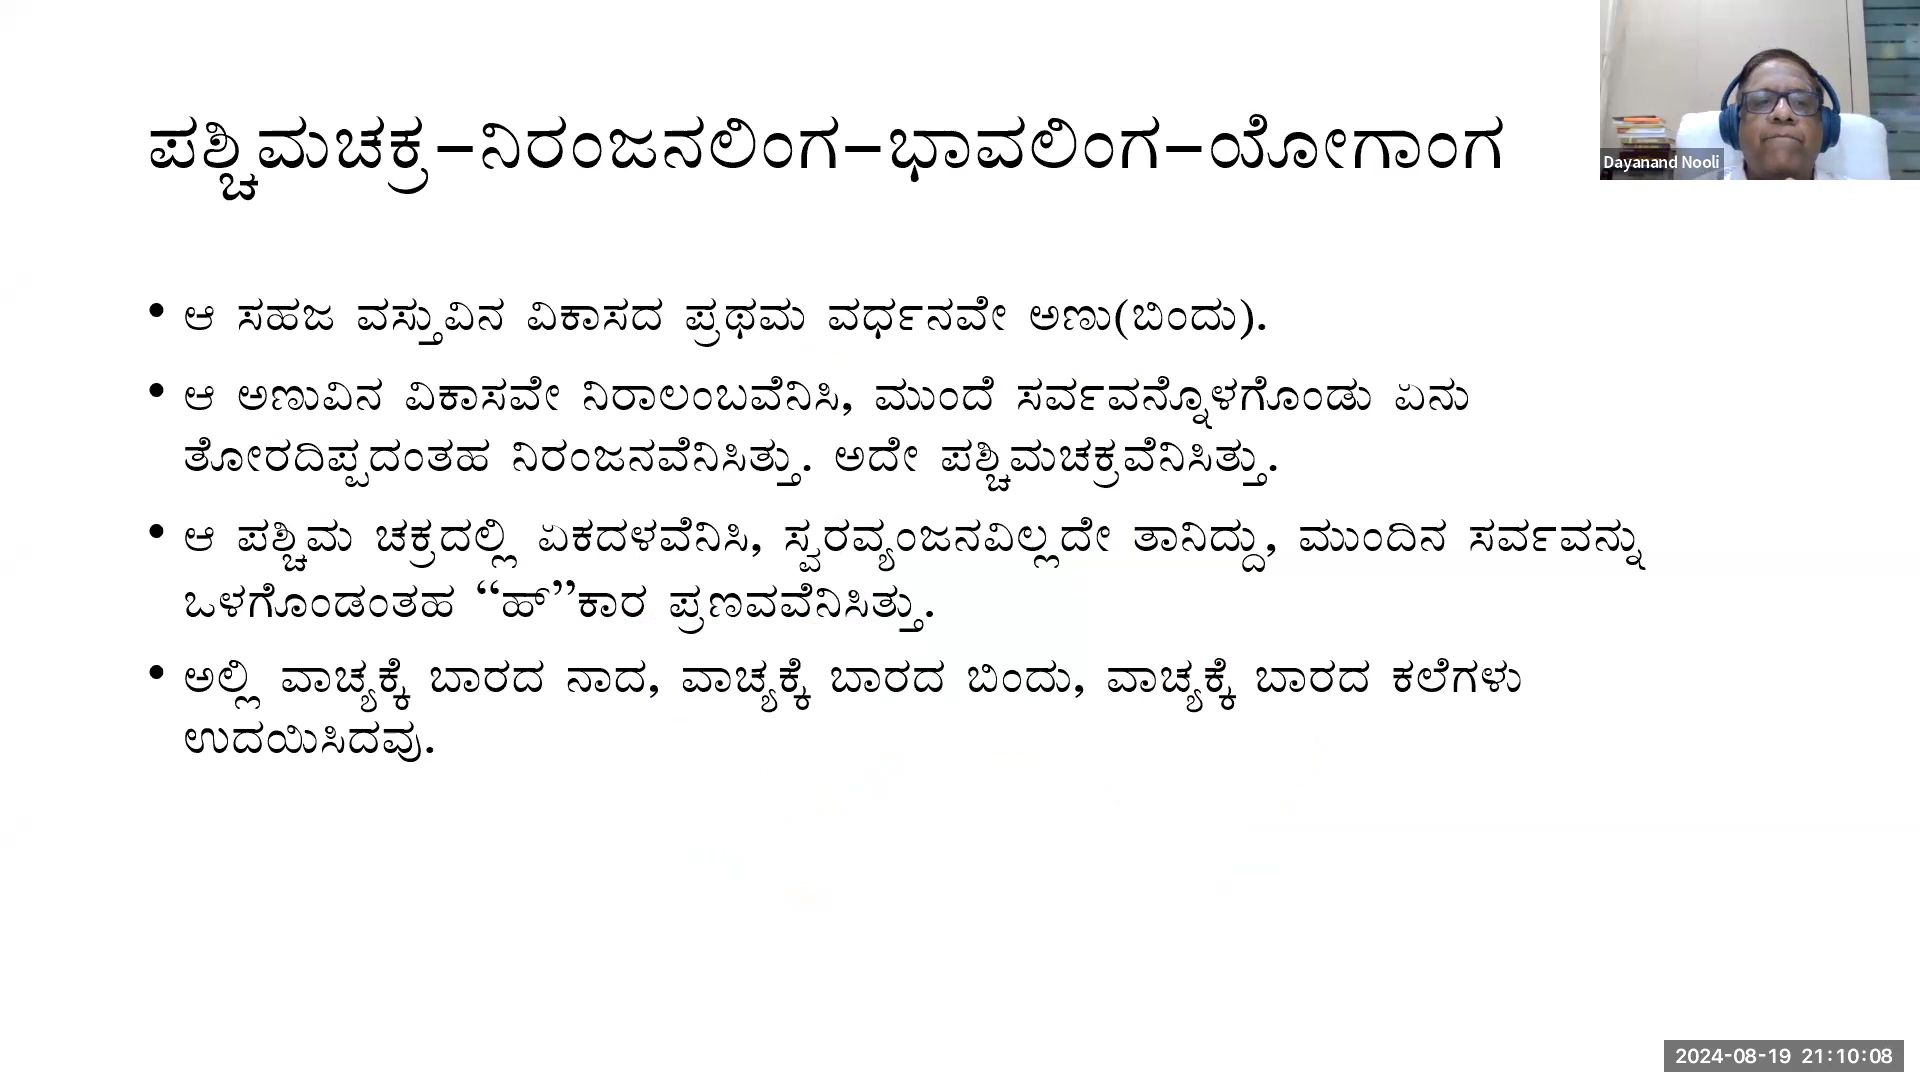 ಪಶ್ಚಿಮಚಕ್ರ–ನಿರಂಜನಲಿಂಗ–ಭಾವಲಿಂಗ–ಯೋಗಾಂಗ
Dayanand Nooli
• ಆ ಸಹಜ ವಸ್ತುವಿನ ವಿಕಾಸದ ಪ್ರಥಮ ವರ್ಧನವೇ ಅಣು(ಬಿಂದು).
• ಆ ಅಣುವಿನ ವಿಕಾಸವೇ ನಿರಾಲಂಬವೆನಿಸಿ, ಮುಂದೆ ಸರ್ವವನ್ನೊಳಗೊಂಡು ಏನು
ತೋರದಿಪ್ಪದಂತಹ ನಿರಂಜನವೆನಿಸಿತ್ತು. ಅದೇ ಪಶ್ಚಿಮಚಕ್ರವೆನಿಸಿತ್ತು.
• ಆ ಪಶ್ಚಿಮ ಚಕ್ರದಲ್ಲಿ ಏಕದಳವೆನಿಸಿ, ಸ್ವರವ್ಯಂಜನವಿಲ್ಲದೇ ತಾನಿದ್ದು, ಮುಂದಿನ ಸರ್ವವನ್ನು
ಒಳಗೊಂಡಂತಹ “ಹ್”ಕಾರ ಪ್ರಣವವೆನಿಸಿತ್ತು.
• ಅಲ್ಲಿ ವಾಚ್ಯಕ್ಕೆ ಬಾರದ ನಾದ, ವಾಚ್ಯಕ್ಕೆ ಬಾರದ ಬಿಂದು, ವಾಚ್ಯಕ್ಕೆ ಬಾರದ ಕಲೆಗಳು
ಉದಯಿಸಿದವು.
2024-08-19 21:10:08